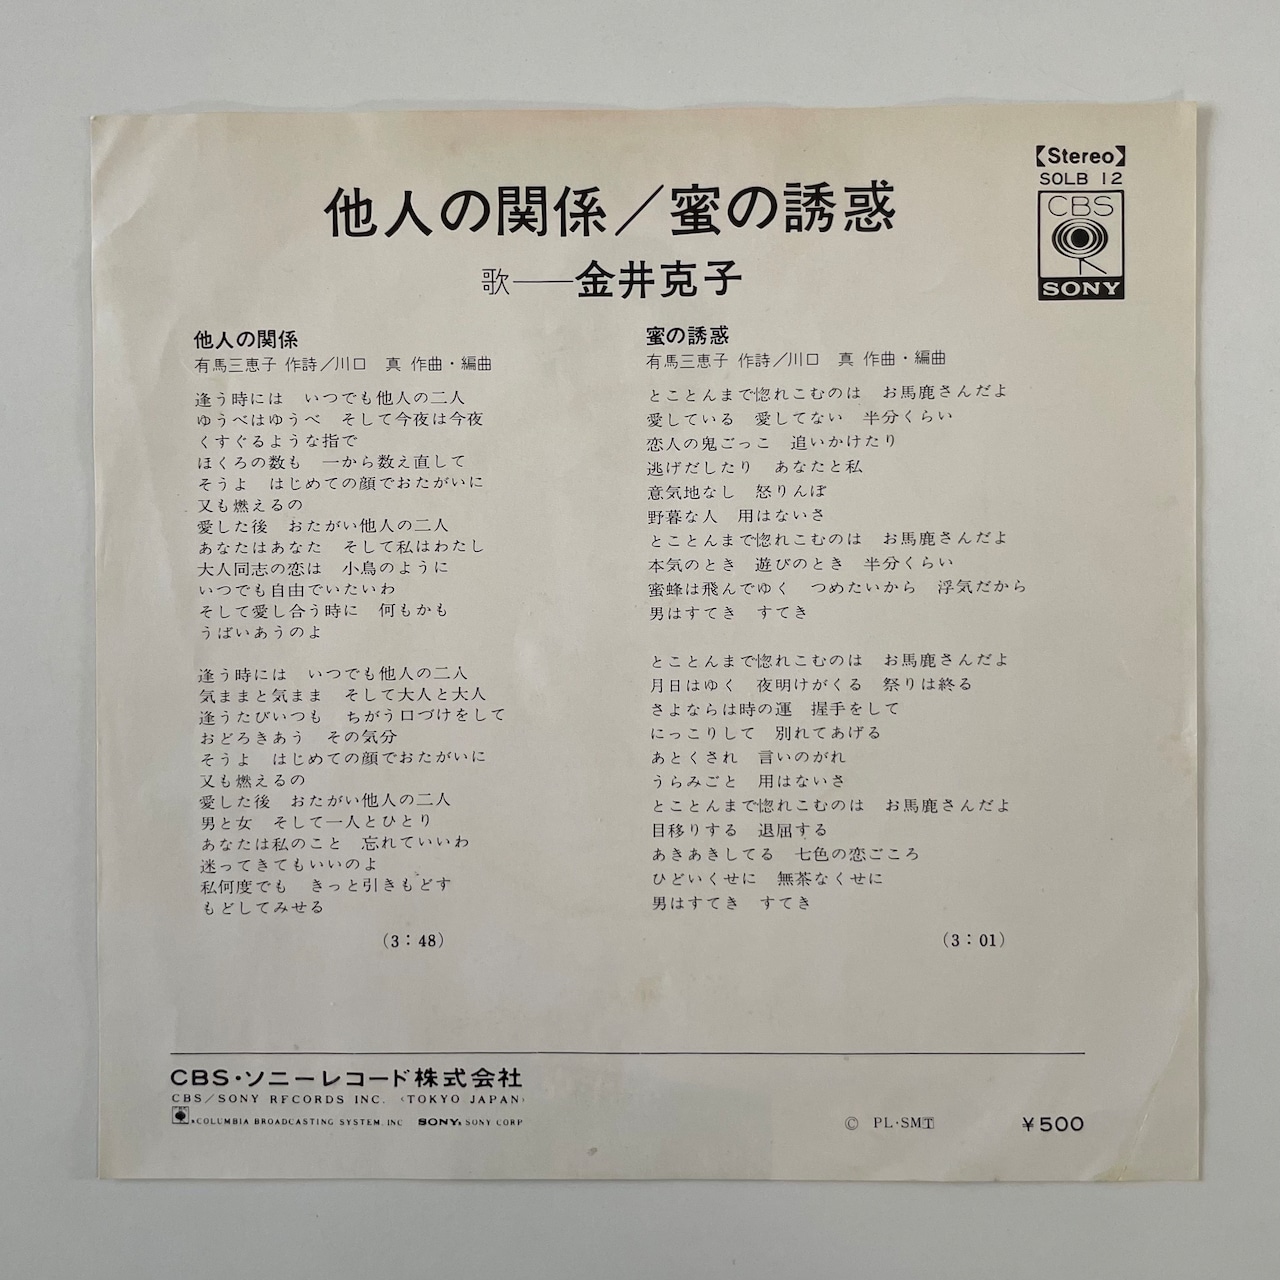 【Stereo】
SOLB 12
CBS
SONY
他人の関係／蜜の誘惑
歌──金井克子
他人の関係
有馬三恵子 作詩／川口　真 作曲・編曲
逢う時には　いつでも他人の二人
ゆうべはゆうべ　そして今夜は今夜
くすぐるような指で
ほくろの数も　一から数え直して
そうよ　はじめての顔でおたがいに
又も燃えるの
愛した後　おたがい他人の二人
あなたはあなた　そして私はわたし
大人同志の恋は　小鳥のように
いつでも自由でいたいわ
そして愛し合う時に　何もかも
うばいあうのよ
逢う時には　いつでも他人の二人
気ままと気まま　そして大人と大人
逢うたびいつも　ちがう口づけをして
おどろきあう　その気分
そうよ　はじめての顔でおたがいに
又も燃えるの
愛した後　おたがい他人の二人
男と女　そして一人とひとり
あなたは私のこと　忘れていいわ
迷ってきてもいいのよ
私何度でも　きっと引きもどす
もどしてみせる
(3：48)
蜜の誘惑
有馬三恵子 作詩／川口　真 作曲・編曲
とことんまで惚れこむのは　お馬鹿さんだよ
愛している　愛してない　半分くらい
恋人の鬼ごっこ　追いかけたり
逃げだしたり　あなたと私
意気地なし　怒りんぼ
野暮な人　用はないさ
とことんまで惚れこむのは　お馬鹿さんだよ
本気のとき　遊びのとき　半分くらい
蜜蜂は飛んでゆく　つめたいから　浮気だから
男はすてき　すてき
とことんまで惚れこむのは　お馬鹿さんだよ
月日はゆく　夜明けがくる　祭りは終る
さよならは時の運　握手をして
にっこりして　別れてあげる
あとくされ　言いのがれ
うらみごと　用はないさ
とことんまで惚れこむのは　お馬鹿さんだよ
目移りする　退屈する
あきあきしてる　七色の恋ごころ
ひどいくせに　無茶なくせに
男はすてき　すてき
(3：01)
CBS・ソニーレコード株式会社
CBS/SONY RECORDS INC. (TOKYO JAPAN)
COLUMBIA BROADCASTING SYSTEM, INC SONY SONY CORP
© PL・SMT
¥500